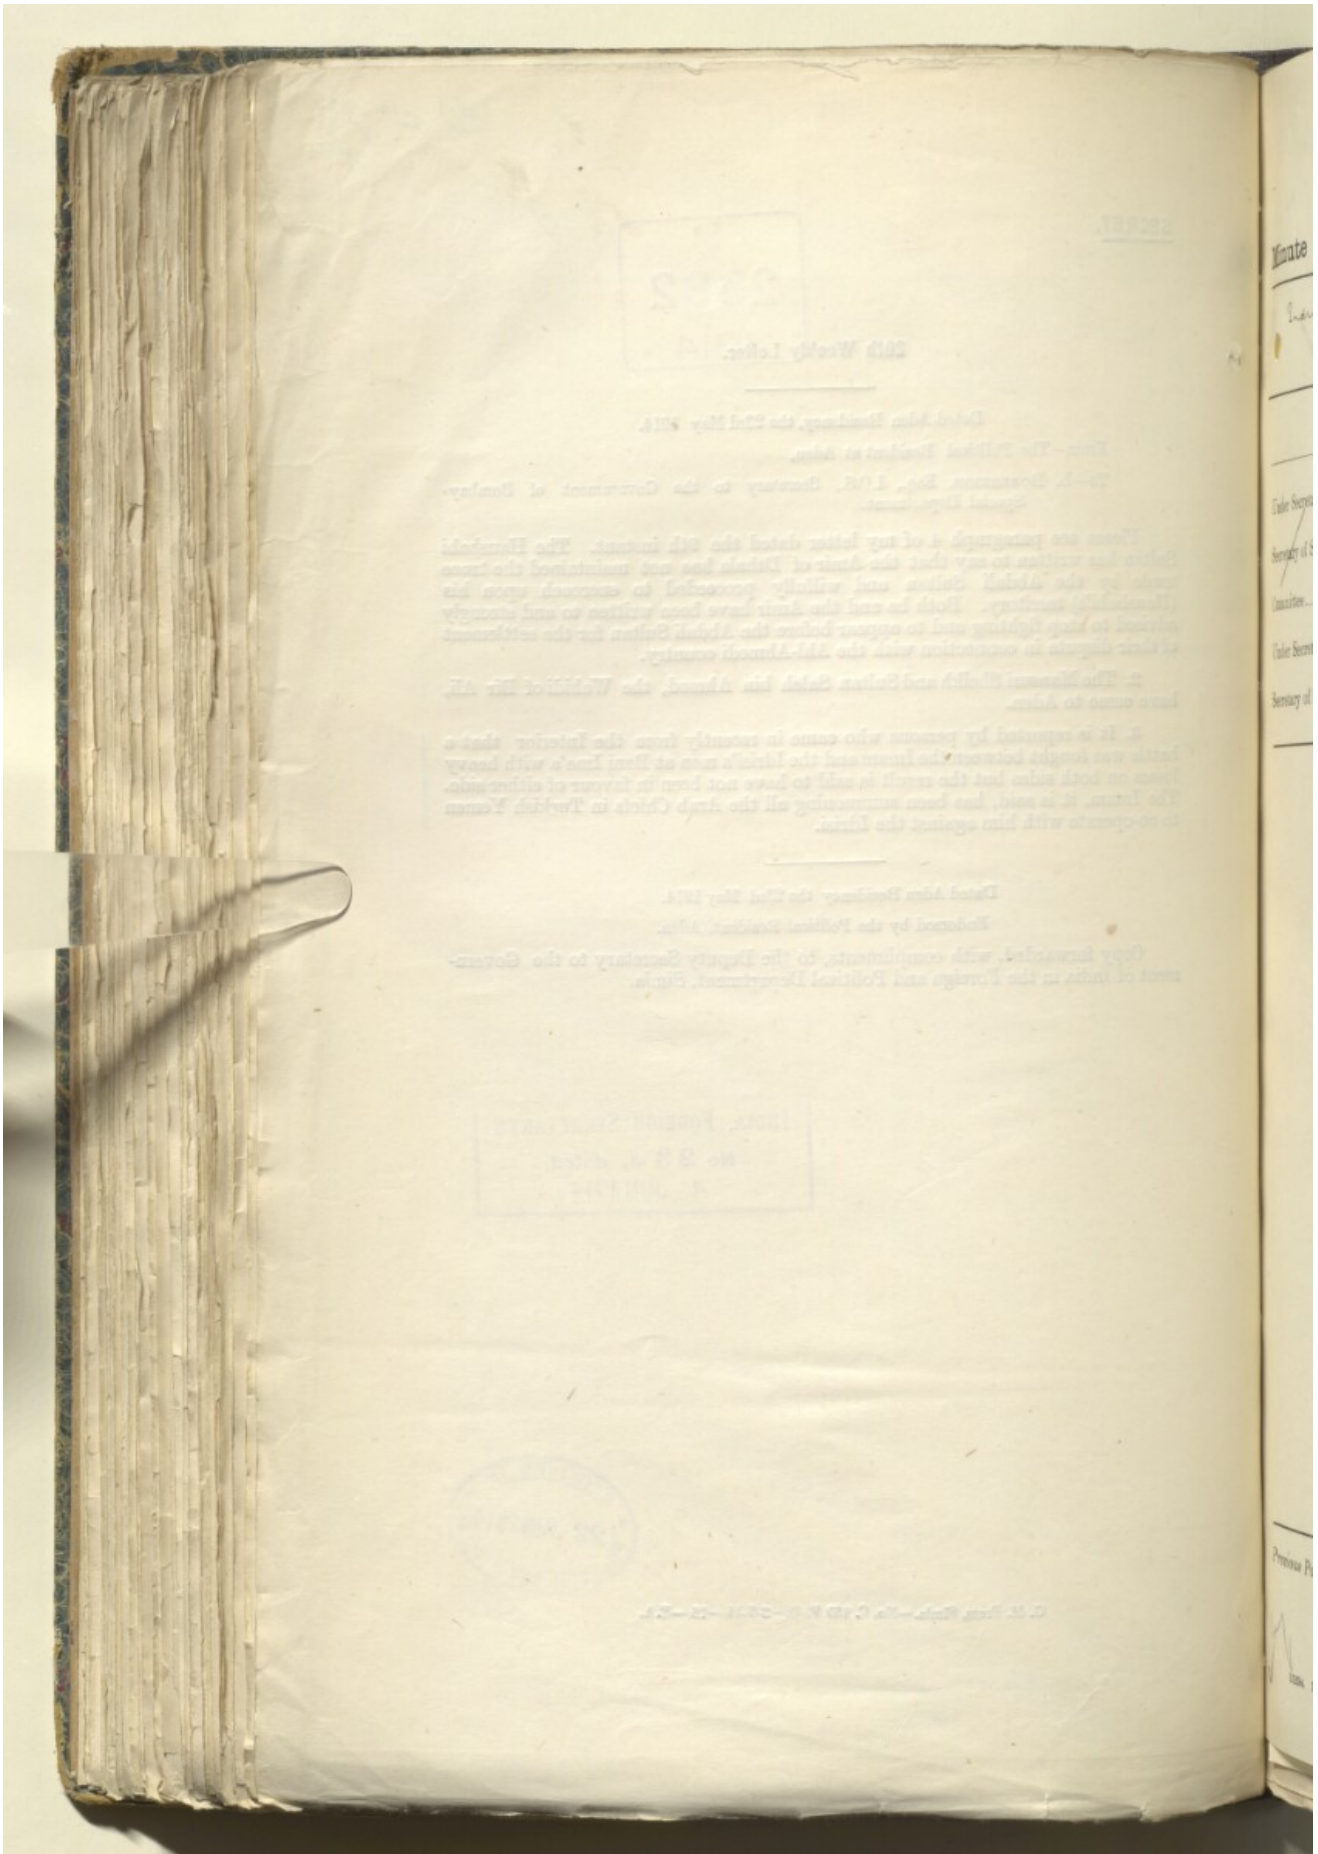 SECRET.
2182
20th Weekly Letter.
Dated Aden Residency, the 23rd May 1914.
From—The Political Resident at Aden,
To—L. Robertson, Esq., I.C.S., Secretary to the Government of Bombay,
Special Department.
Please see paragraph 4 of my letter dated the 9th instant. The Haushabi
Sultan has written to say that the Amir of Dthala has not maintained the truce
made by the Abdali Sultan and wilfully proceeded to encroach upon his
(Haushabi's) territory. Both he and the Amir have been written to and strongly
advised to stop fighting and to appear before the Abdali Sultan for the settlement
of their dispute in connection with the Ahl-Ahmedi country.
2. The Mansuri Sheikh and Sultan Saleh bin Ahmed, the Wahidi of Bir Ali,
have come to Aden.
3. It is reported by persons who came in recently from the Interior that a
battle was fought between the Imam and the Idrisi's men at Beni Ima's with heavy
losses on both sides but the result is said to have not been in favour of either side.
The Imam, it is said, has been summoning all the Arab Chiefs in Turkish Yemen
to co-operate with him against the Idrisi.
Dated Aden Residency the 23rd May 1914.
Endorsed by the Political Resident, Aden.
Copy forwarded, with compliments, to the Deputy Secretary to the Govern-
ment of India in the Foreign and Political Department, Simla.
INDIA, FOREIGN SECRETARY'S
No 23 , dated
4 JUN 1914
Minute
Under Secreta
Secretary of S
Committee...
Under Secret
Secretary of
Previous Pa